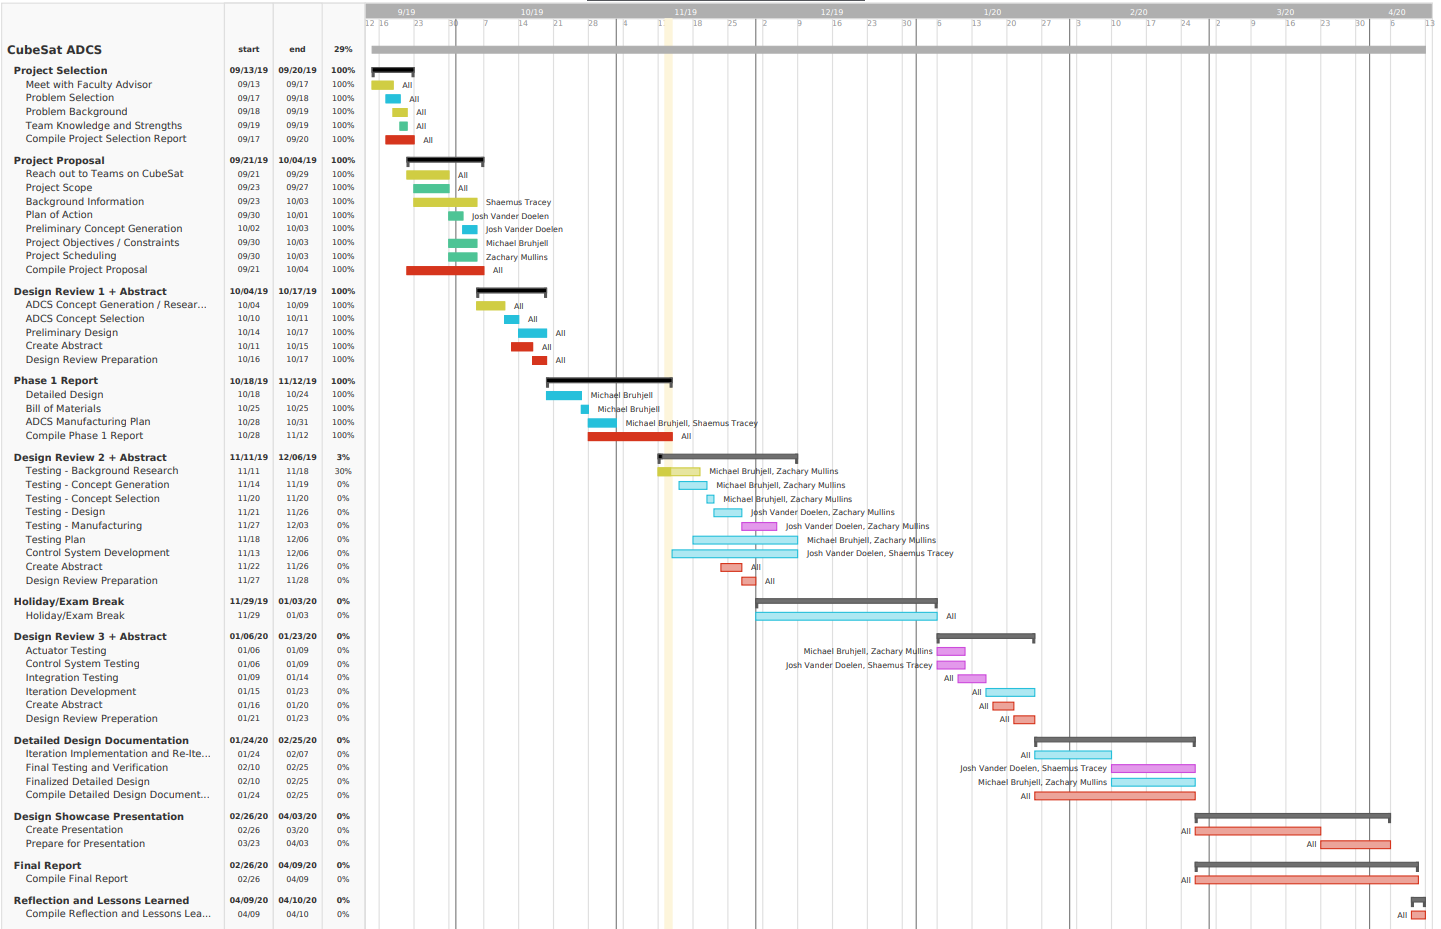 9/19 10/19 11/19 12/19 1/20 2/20 3/20 4/20
12 16 23 30 7 14 21 28 4 11 18 25 2 9 16 23 30 6 13 20 27 3 10 17 24 2 9 16 23 30 6 13
CubeSat ADCS start end 29%
Project Selection 09/13/19 09/20/19 100%
Meet with Faculty Advisor 09/13 09/17 100% All
Problem Selection 09/17 09/18 100% All
Problem Background 09/18 09/19 100% All
Team Knowledge and Strengths 09/19 09/19 100% All
Compile Project Selection Report 09/17 09/20 100% All
Project Proposal 09/21/19 10/04/19 100%
Reach out to Teams on CubeSat 09/21 09/29 100% All
Project Scope 09/23 09/27 100% All
Background Information 09/23 10/03 100% Shaemus Tracey
Plan of Action 09/30 10/01 100% Josh Vander Doelen
Preliminary Concept Generation 10/02 10/03 100% Josh Vander Doelen
Project Objectives / Constraints 09/30 10/03 100% Michael Bruhjell
Project Scheduling 09/30 10/03 100% Zachary Mullins
Compile Project Proposal 09/21 10/04 100% All
Design Review 1 + Abstract 10/04/19 10/17/19 100%
ADCS Concept Generation / Resear... 10/04 10/09 100% All
ADCS Concept Selection 10/10 10/11 100% All
Preliminary Design 10/14 10/17 100% All
Create Abstract 10/11 10/15 100% All
Design Review Preparation 10/16 10/17 100% All
Phase 1 Report 10/18/19 11/12/19 100%
Detailed Design 10/18 10/24 100% Michael Bruhjell
Bill of Materials 10/25 10/25 100% Michael Bruhjell
ADCS Manufacturing Plan 10/28 10/31 100% Michael Bruhjell, Shaemus Tracey
Compile Phase 1 Report 10/28 11/12 100% All
Design Review 2 + Abstract 11/11/19 12/06/19 3%
Testing - Background Research 11/11 11/18 30% Michael Bruhjell, Zachary Mullins
Testing - Concept Generation 11/14 11/19 0% Michael Bruhjell, Zachary Mullins
Testing - Concept Selection 11/20 11/20 0% Michael Bruhjell, Zachary Mullins
Testing - Design 11/21 11/26 0% Josh Vander Doelen, Zachary Mullins
Testing - Manufacturing 11/27 12/03 0% Josh Vander Doelen, Zachary Mullins
Testing Plan 11/18 12/06 0% Michael Bruhjell, Zachary Mullins
Control System Development 11/13 12/06 0% Josh Vander Doelen, Shaemus Tracey
Create Abstract 11/22 11/26 0% All
Design Review Preparation 11/27 11/28 0% All
Holiday/Exam Break 11/29/19 01/03/20 0%
Holiday/Exam Break 11/29 01/03 0% All
Design Review 3 + Abstract 01/06/20 01/23/20 0%
Actuator Testing 01/06 01/09 0% Michael Bruhjell, Zachary Mullins
Control System Testing 01/06 01/09 0% Josh Vander Doelen, Shaemus Tracey
Integration Testing 01/09 01/14 0% All
Iteration Development 01/15 01/23 0% All
Create Abstract 01/16 01/20 0% All
Design Review Preperation 01/21 01/23 0% All
Detailed Design Documentation 01/24/20 02/25/20 0%
Iteration Implementation and Re-Ite... 01/24 02/07 0% All
Final Testing and Verification 02/10 02/25 0% Josh Vander Doelen, Shaemus Tracey
Finalized Detailed Design 02/10 02/25 0% Michael Bruhjell, Zachary Mullins
Compile Detailed Design Document... 01/24 02/25 0% All
Design Showcase Presentation 02/26/20 04/03/20 0%
Create Presentation 02/26 03/20 0% All
Prepare for Presentation 03/23 04/03 0% All
Final Report 02/26/20 04/09/20 0%
Compile Final Report 02/26 04/09 0% All
Reflection and Lessons Learned 04/09/20 04/10/20 0%
Compile Reflection and Lessons Lea... 04/09 04/10 0% All